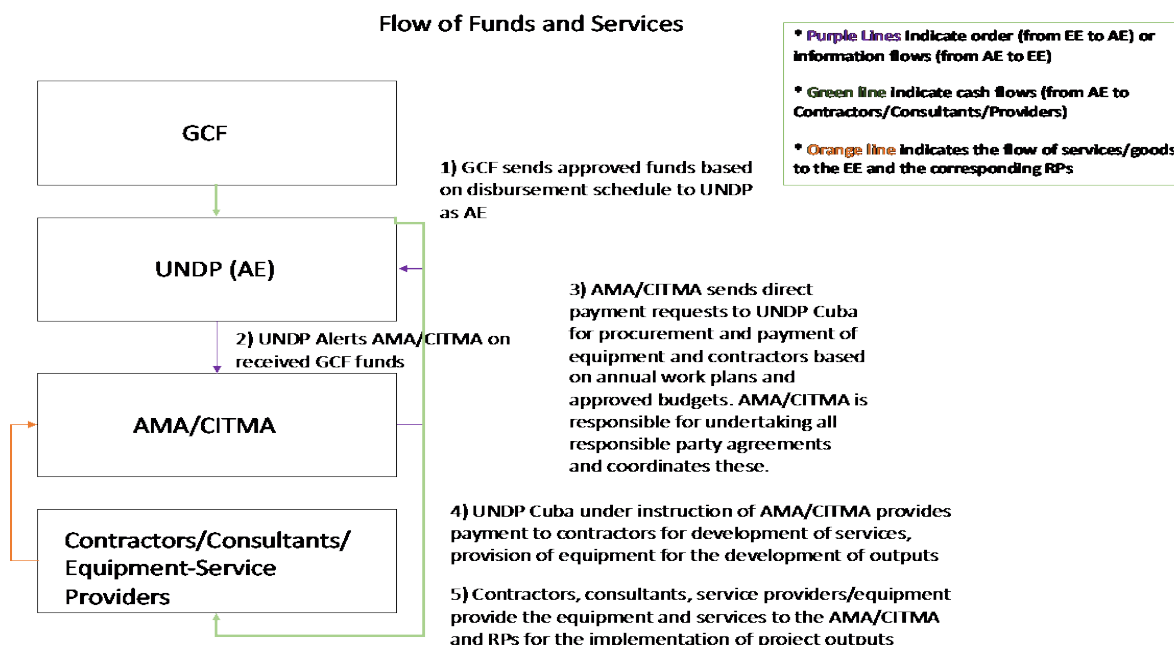 Flow of Funds and Services
* Purple Lines Indicate order (from EE to AE) or
information flows (from AE to EE)
* Green line indicate cash flows (from AE to
Contractors/Consultants/Providers)
* Orange line indicates the flow of services/goods
to the EE and the corresponding RPs
GCF
1) GCF sends approved funds based
on disbursement schedule to UNDP
as AE
UNDP (AE)
2) UNDP Alerts AMA/CITMA on
received GCF funds
3) AMA/CITMA sends direct
payment requests to UNDP Cuba
for procurement and payment of
equipment and contractors based
on annual work plans and
approved budgets. AMA/CITMA is
responsible for undertaking all
responsible party agreements
and coordinates these.
AMA/CITMA
Contractors/Consultants/
Equipment-Service
Providers
4) UNDP Cuba under instruction of AMA/CITMA provides
payment to contractors for development of services,
provision of equipment for the development of outputs
5) Contractors, consultants, service providers/equipment
provide the equipment and services to the AMA/CITMA
and RPs for the implementation of project outputs